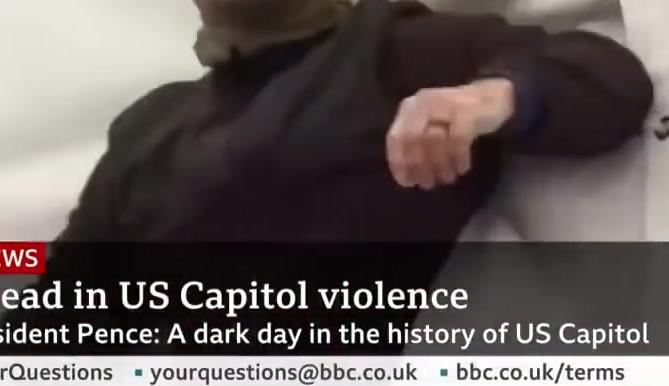 EWS
ead in US Capitol violence
sident Pence: A dark day in the history of US Capitol
rQuestions ▪ yourquestions@bbc.co.uk ▪ bbc.co.uk/terms